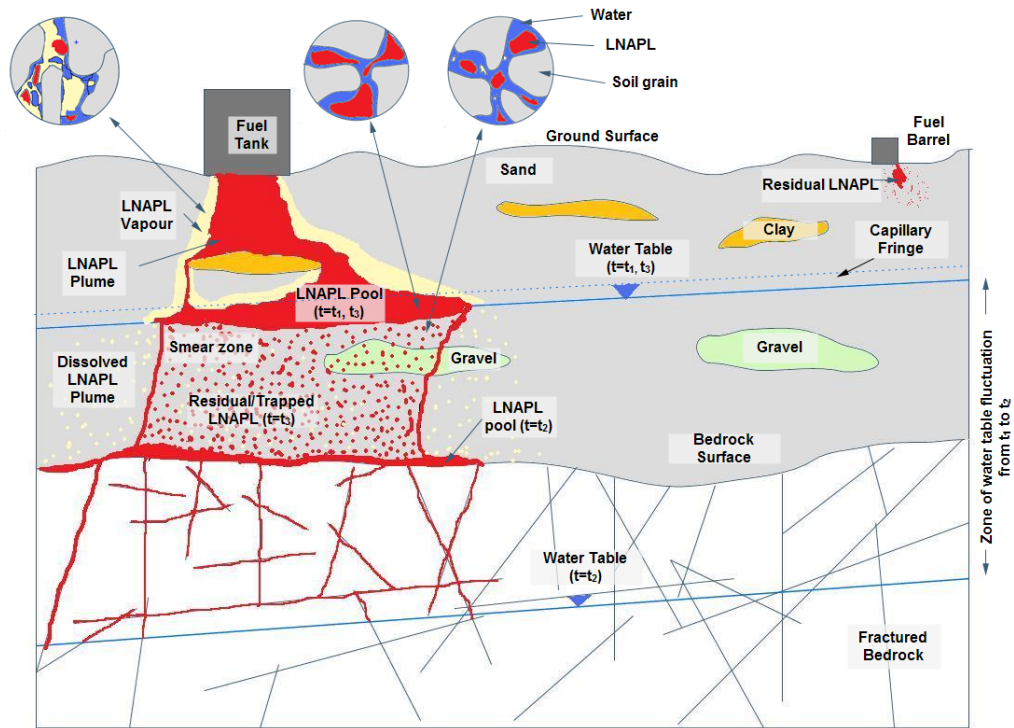 Water
LNAPL
Soil grain
Fuel
Tank
Ground Surface
Fuel
Barrel
Sand
Residual LNAPL
LNAPL
Vapour
Clay
Capillary
Fringe
Water Table
(t=t₁, t₃)
LNAPL
Plume
LNAPL Pool
(t=t₁, t₃)
Smear zone
Gravel
Gravel
Dissolved
LNAPL
Plume
Residual/Trapped
LNAPL (t=t₃)
LNAPL
pool (t=t₂)
Bedrock
Surface
Zone of water table fluctuation
from t₁ to t₂
Water Table
(t=t₂)
Fractured
Bedrock